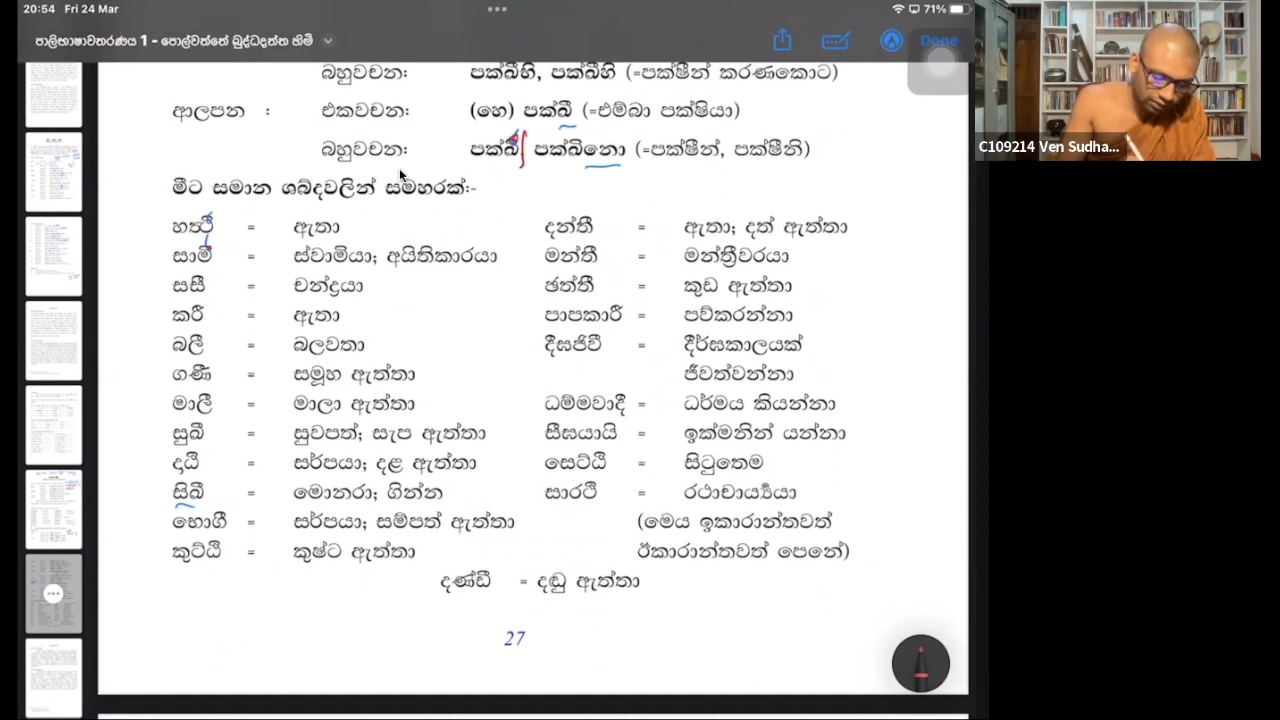 20:54 Fri 24 Mar
71%
පාලිභාෂාවතරණය 1 - පොල්වත්තේ බුද්ධදත්ත හිමි
Done
බහුවචන: පක්ඛීහි, පක්ඛීභි (=පක්ෂීන් කරණකොට)
ආලපන : එකවචන: (හෙ) පක්ඛී (=එම්බා පක්ෂියා)
බහුවචන: පක්ඛී පක්ඛිනො (=පක්ෂීන්, පක්ෂීනි)
මීට සමාන ශබ්දවලින් සමහරක්:-
හත්ථී = ඇතා දන්තී = ඇතා; දත් ඇත්තා
සාමී = ස්වාමියා; අයිතිකාරයා මන්තී = මන්ත්‍රීවරයා
සසී = චන්ද්‍රයා ඡත්තී = කුඩ ඇත්තා
කරී = ඇතා පාපකාරී = පව්කරන්නා
බලී = බලවතා දීඝජීවී = දීර්ඝකාලයක්
ගණී = සමූහ ඇත්තා ජීවත්වන්නා
මාලී = මාලා ඇත්තා ධම්මවාදී = ධර්මය කියන්නා
සුඛී = සුවපත්; සැප ඇත්තා සීඝයායි = ඉක්මනින් යන්නා
දාඨී = සර්පයා; දළ ඇත්තා සෙට්ඨි = සිටුතෙම
සිඛී = මොනරා; ගින්න සාරථි = රථාචාර්‍ය්‍යයා
භොගී = සර්පයා; සම්පත් ඇත්තා (මෙය ඉකාරාන්තවත්
කුට්ඨි = කුෂ්ට ඇත්තා ඊකාරාන්තවත් පෙනේ)
දණ්ඩී = දඬු ඇත්තා
27
C109214 Ven Sudha...